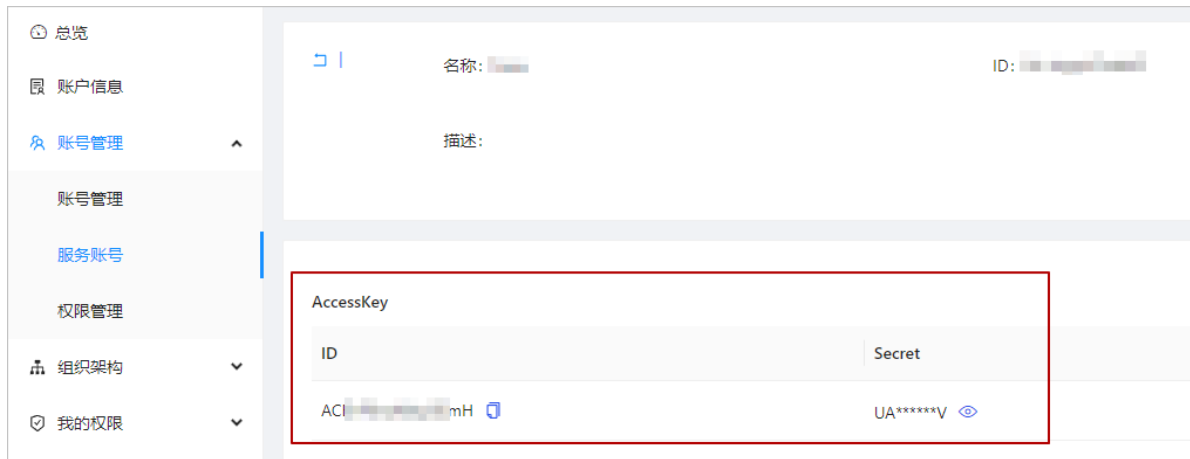 总览
账户信息
账号管理
账号管理
服务账号
权限管理
组织架构
我的权限
名称:
ID:
描述:
AccessKey
ID Secret
UA******V